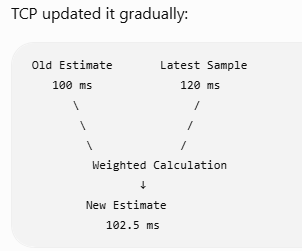 TCP updated it gradually:
Old Estimate Latest Sample
100 ms 120 ms
\ /
\ /
\ /
Weighted Calculation
↓
New Estimate
102.5 ms